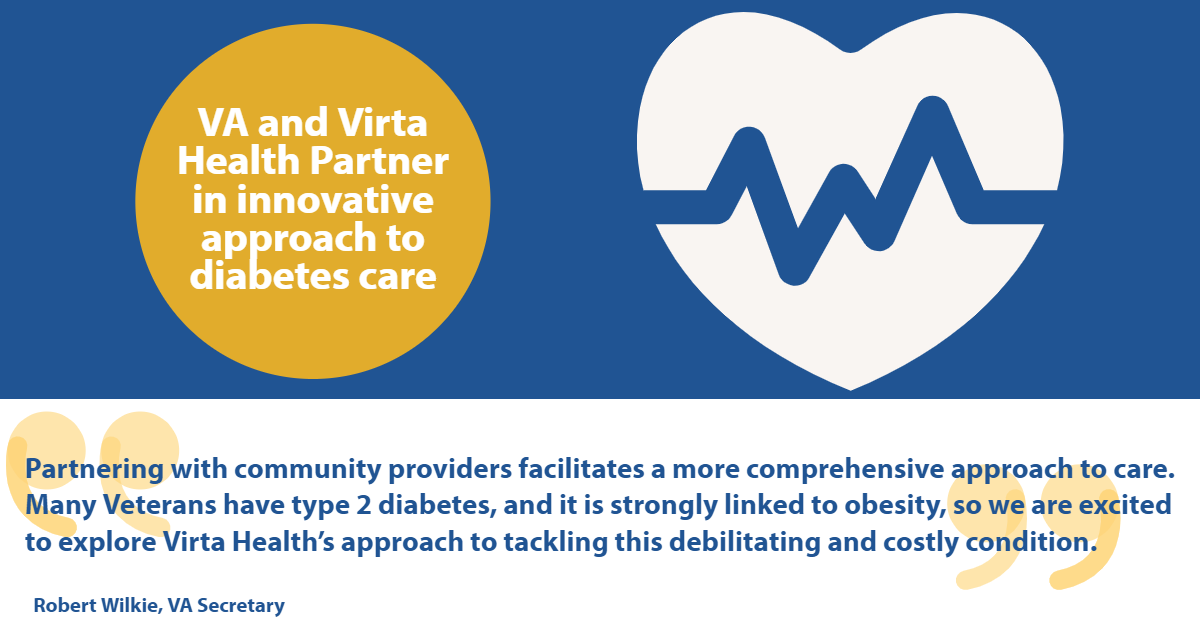 VA and Virta
Health Partner
in innovative
approach to
diabetes care
Partnering with community providers facilitates a more comprehensive approach to care.
Many Veterans have type 2 diabetes, and it is strongly linked to obesity, so we are excited
to explore Virta Health’s approach to tackling this debilitating and costly condition.
Robert Wilkie, VA Secretary